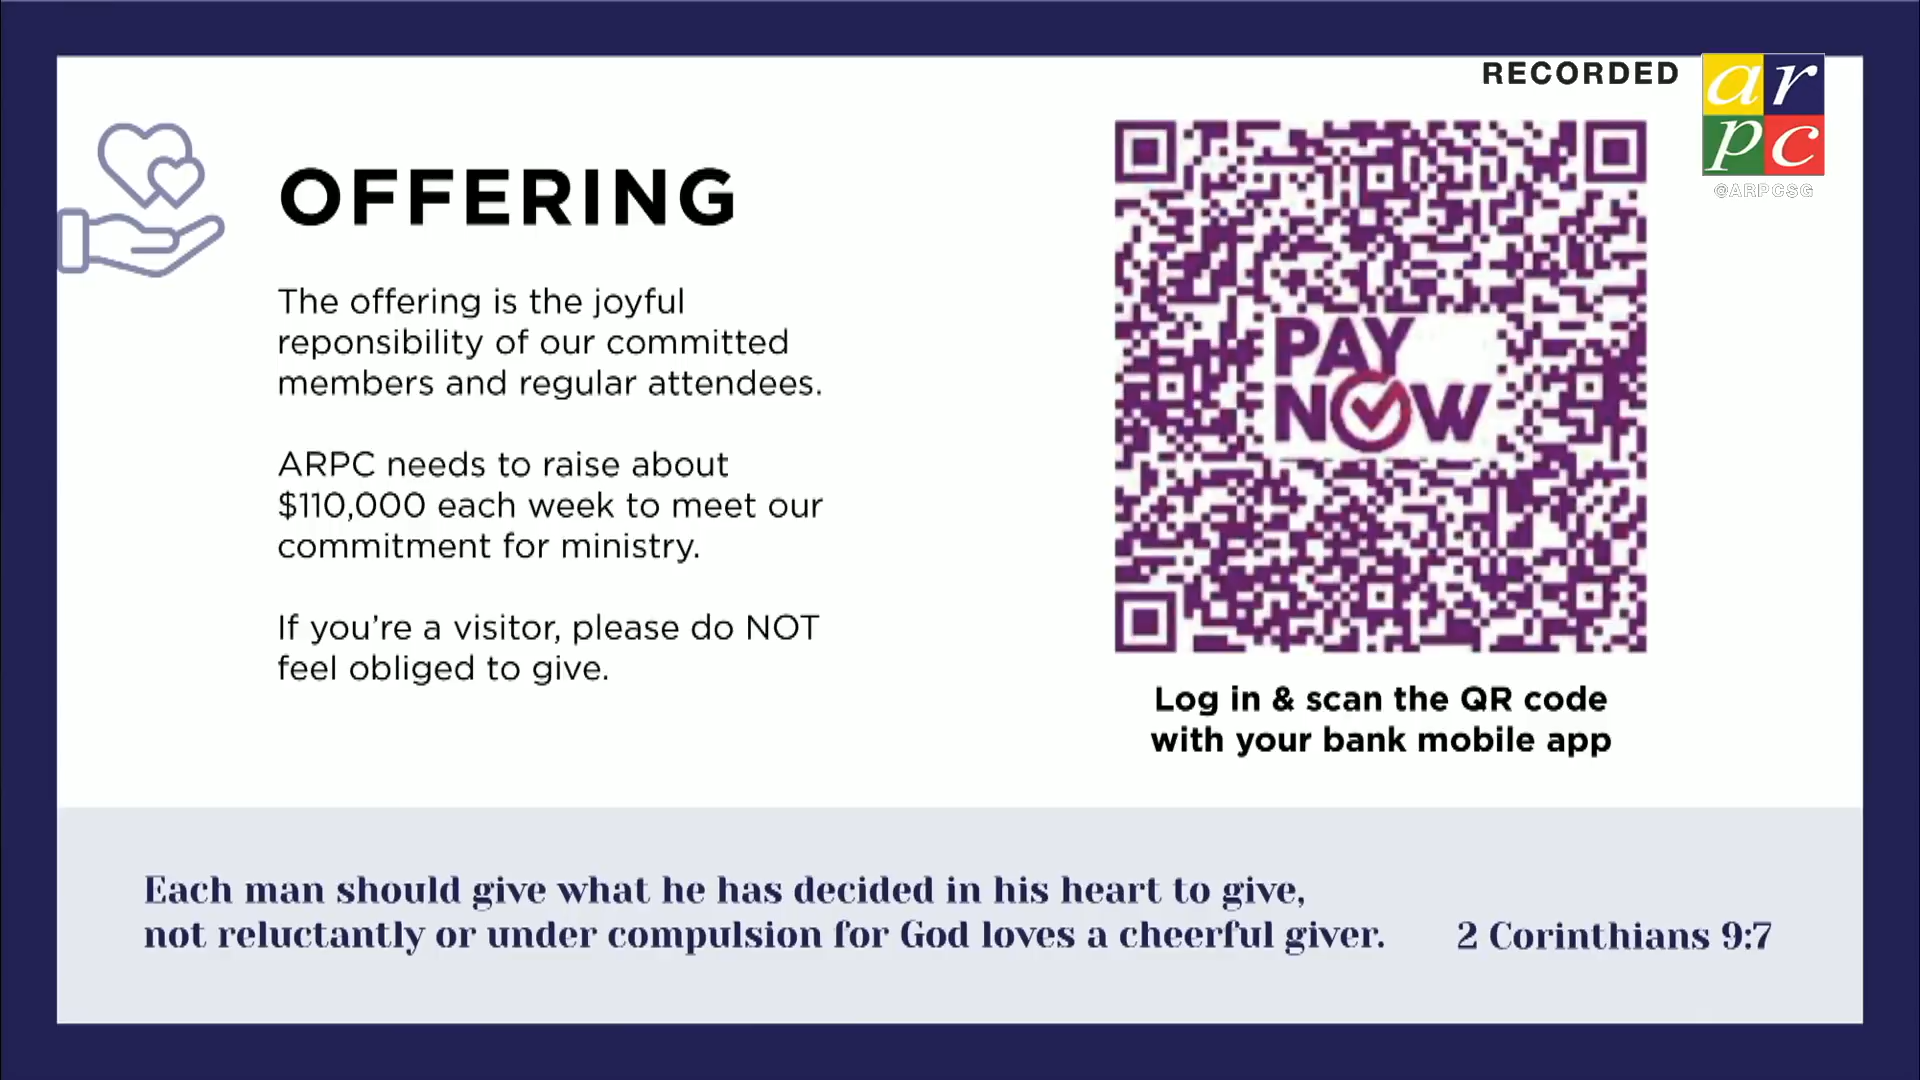 RECORDED
ar
pc
@ARPCSG
OFFERING
The offering is the joyful
reponsibility of our committed
members and regular attendees.
ARPC needs to raise about
$110,000 each week to meet our
commitment for ministry.
If you're a visitor, please do NOT
feel obliged to give.
PAY
NOW
Log in & scan the QR code
with your bank mobile app
Each man should give what he has decided in his heart to give,
not reluctantly or under compulsion for God loves a cheerful giver. 2 Corinthians 9:7